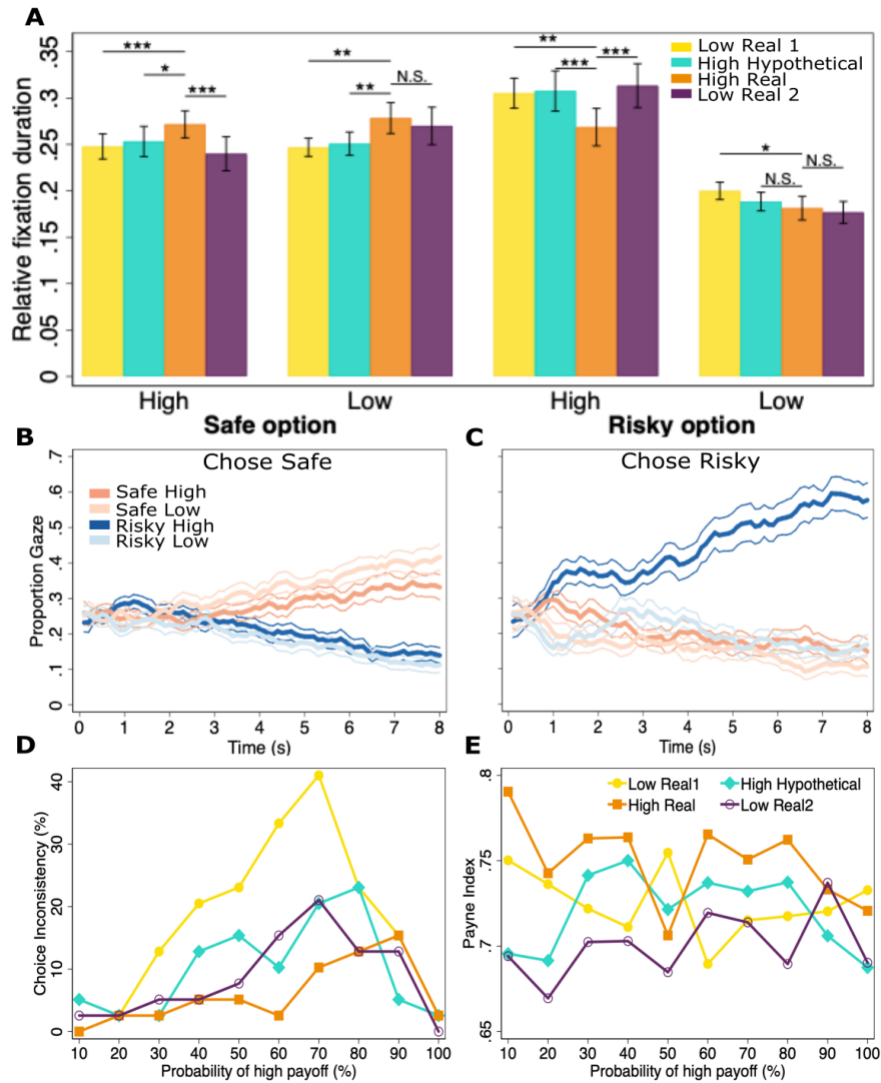 A
Relative fixation duration
.35
.3
.25
.2
.15
.1
.05
0
***
*
***
**
**
N.S.
**
***
***
*
N.S.
N.S.
Low Real 1
High Hypothetical
High Real
Low Real 2
High
Low
High
Low
Safe option
Risky option
B
Chose Safe
Safe High
Safe Low
Risky High
Risky Low
Proportion Gaze
.7
.6
.5
.4
.3
.2
.1
0
0 1 2 3 4 5 6 7 8
Time (s)
C
Chose Risky
0 1 2 3 4 5 6 7 8
Time (s)
D
Choice Inconsistency (%)
40
30
20
10
0
10 20 30 40 50 60 70 80 90 100
Probability of high payoff (%)
E
Low Real1
High Hypothetical
High Real
Low Real2
Payne Index
.8
.75
.7
.65
10 20 30 40 50 60 70 80 90 100
Probability of high payoff (%)